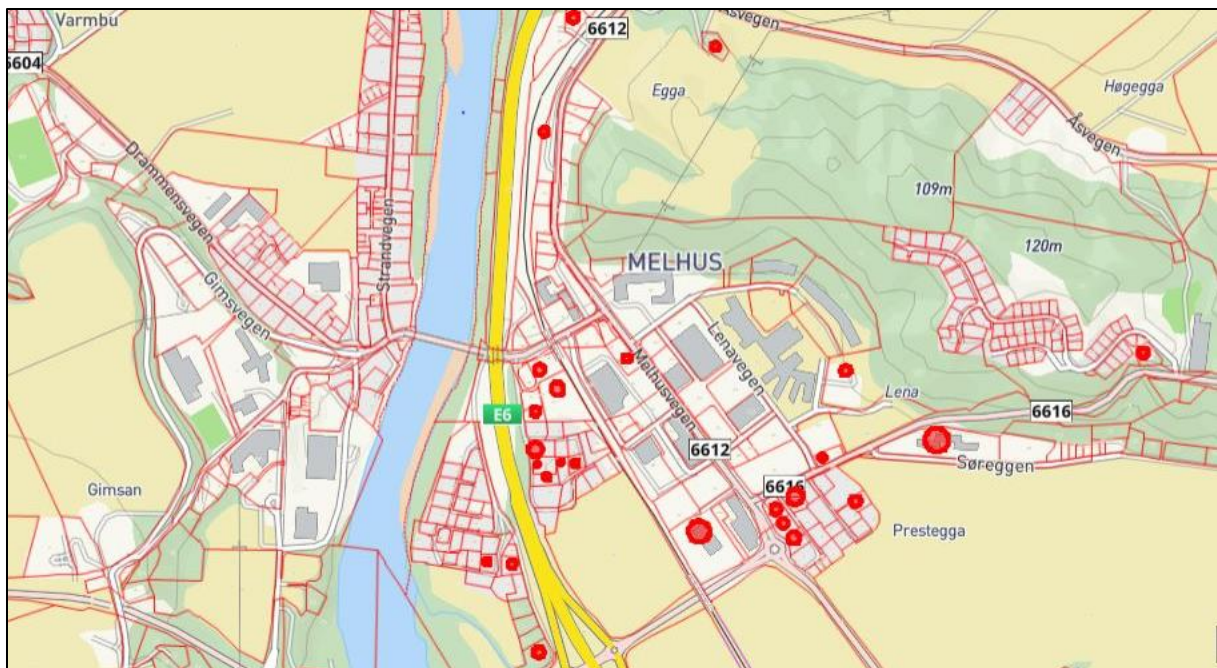 Varmbu
6612
Åsvegen
6604
Egga
Høgegga
Åsvegen
Drammensvegen
109m
Strandvegen
120m
MELHUS
Gimsvegen
Lenavegen
Melhusvegen
Lena
E6
6616
6612
Søreggen
Gimsan
6616
Prestegga